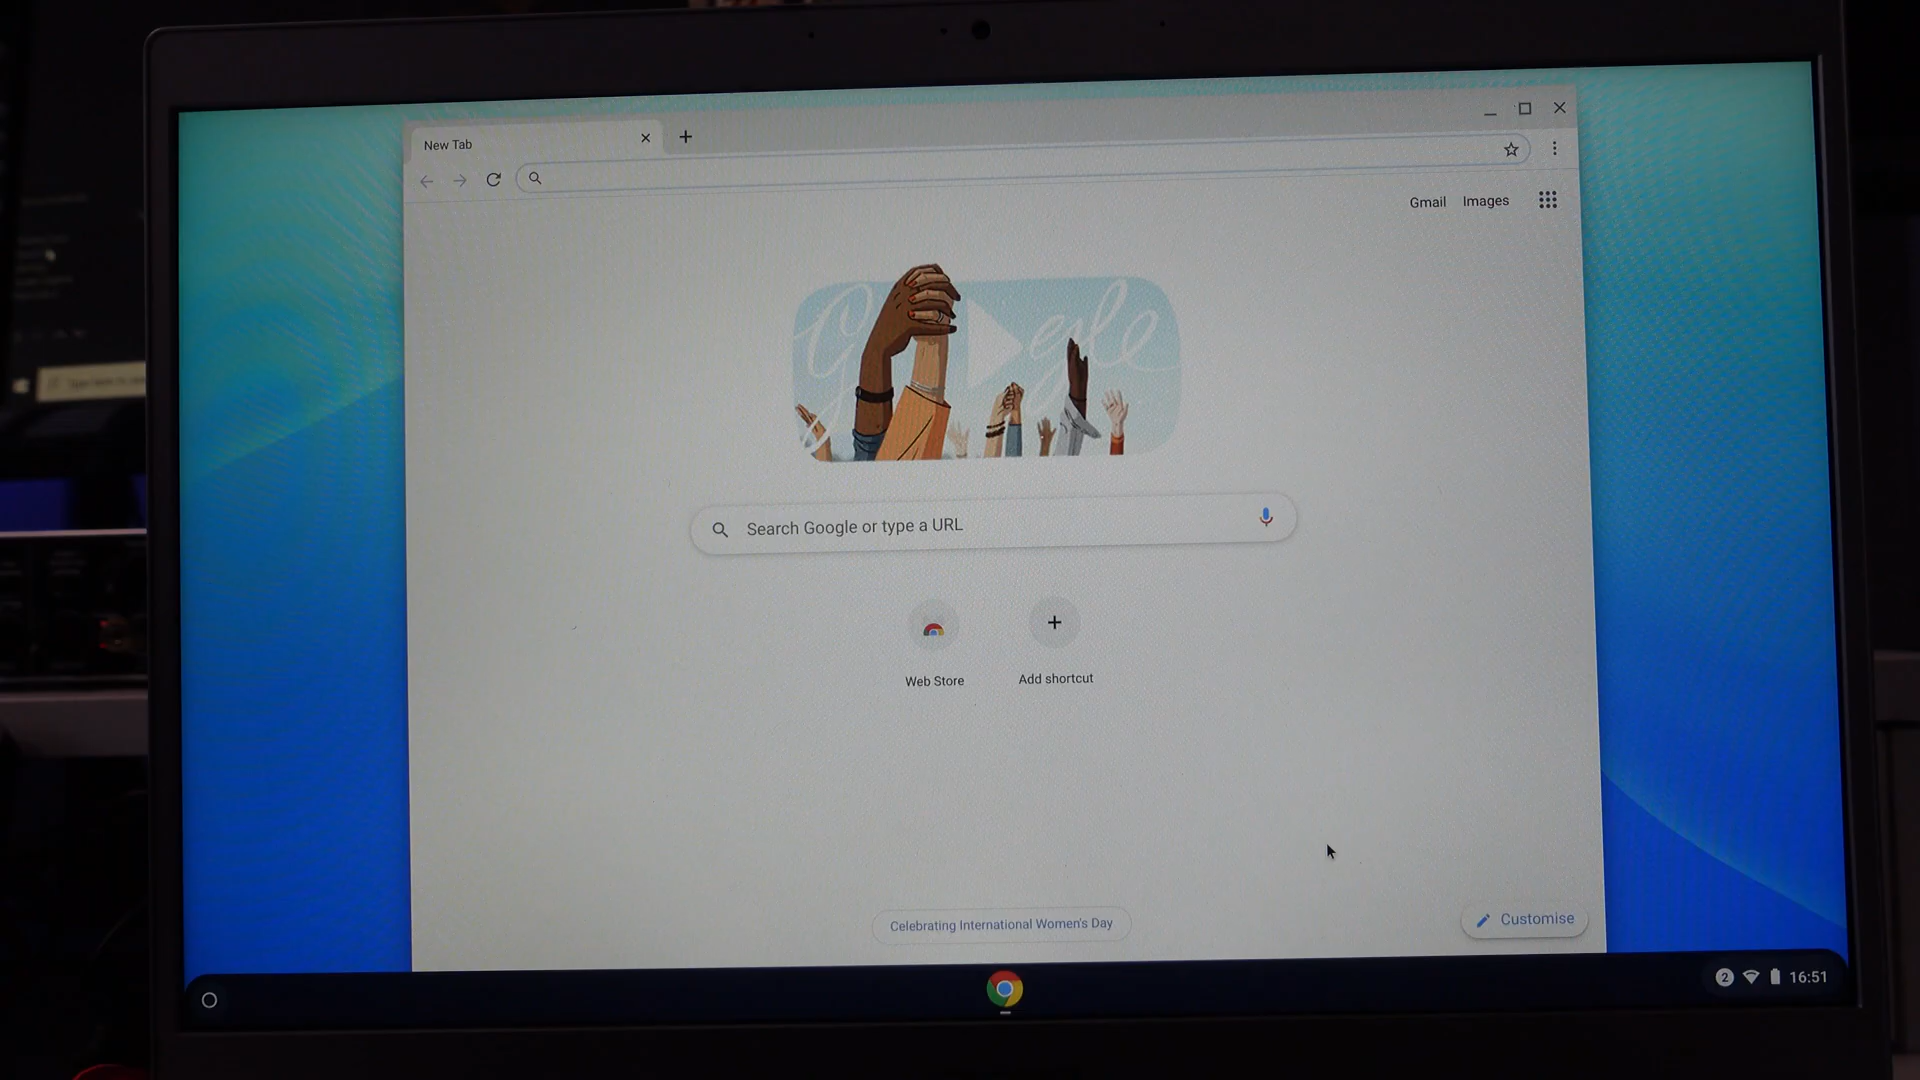 New Tab
Gmail Images
Google
Search Google or type a URL
Web Store Add shortcut
Celebrating International Women's Day
Customise
2 16:51